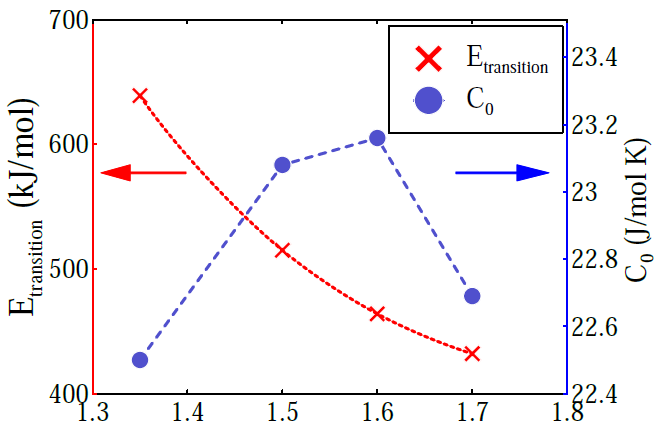 700
600
500
400
E_transition (kJ/mol)
E_transition
C_0
23.4
23.2
23
22.8
22.6
22.4
C_0 (J/mol K)
1.3 1.4 1.5 1.6 1.7 1.8